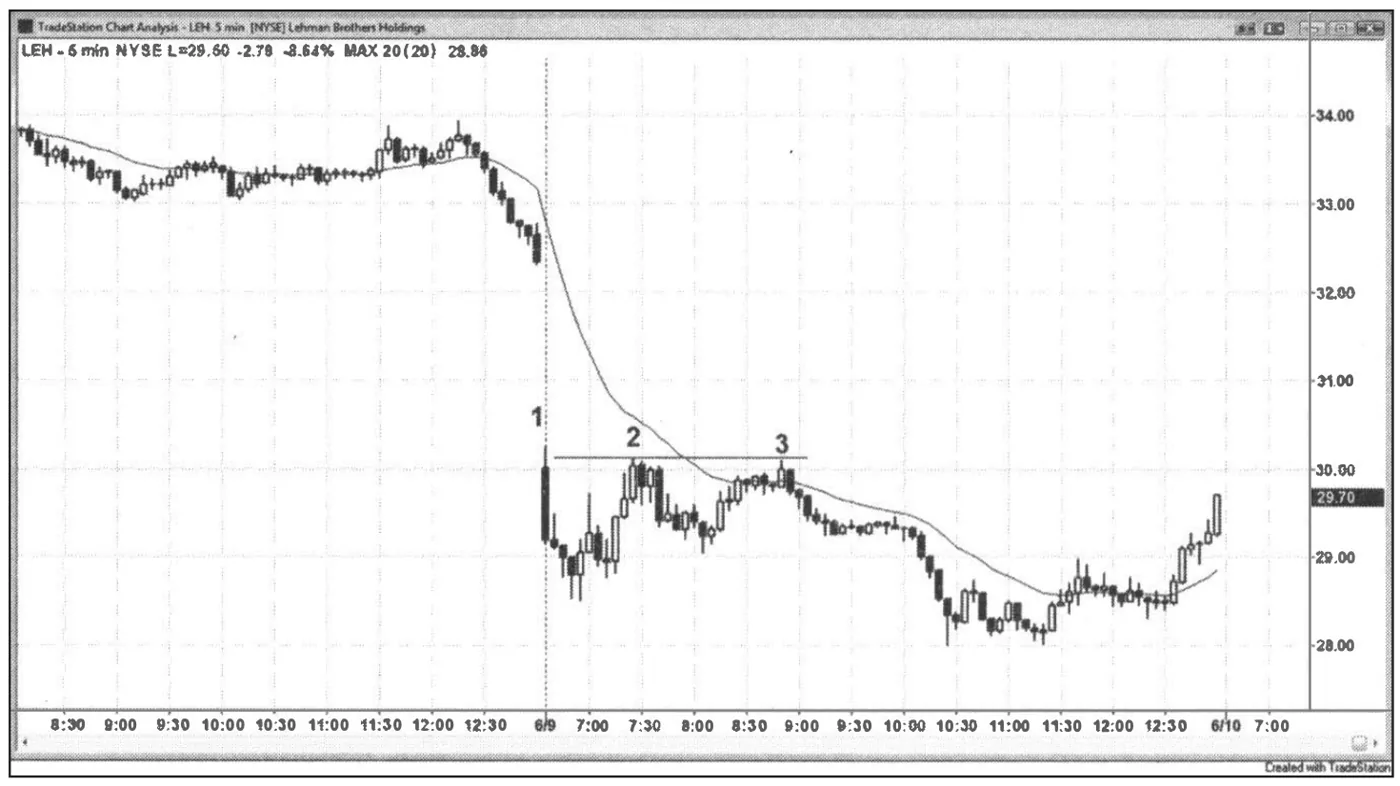 TradeStation Chart Analysis - LEH 5 min [NYSE] Lehman Brothers Holdings
LEH - 5 min NYSE L=29.50 -2.78 -8.64% MAX 20(20) 28.86
34.00
33.00
32.00
31.00
1
2
3
30.00
29.70
29.00
28.00
8:30 9:00 9:30 10:00 10:30 11:00 11:30 12:00 12:30 6/9 7:00 7:30 8:00 8:30 9:00 9:30 10:00 10:30 11:00 11:30 12:00 12:30 6/10 7:00
Created with TradeStation